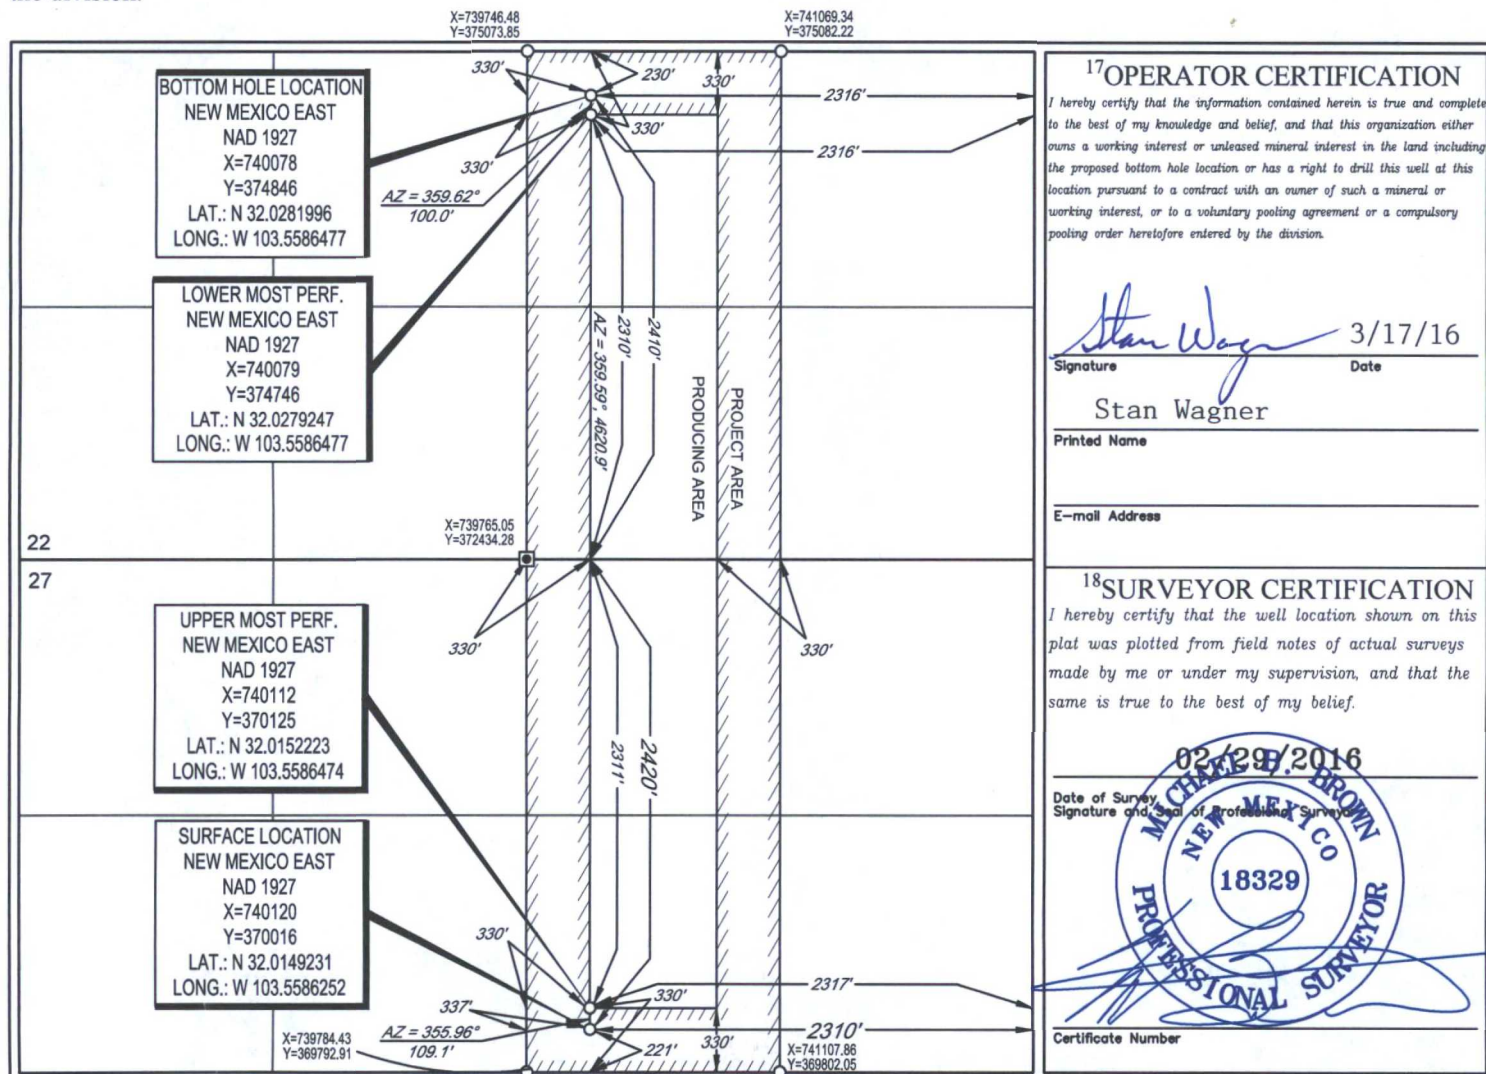 X=739746.48
Y=375073.85
X=741069.34
Y=375082.22
BOTTOM HOLE LOCATION
NEW MEXICO EAST
NAD 1927
X=740078
Y=374846
LAT.: N 32.0281996
LONG.: W 103.5586477
330'
230'
330'
2316'
330'
2316'
330'
AZ = 359.62°
100.0'
LOWER MOST PERF.
NEW MEXICO EAST
NAD 1927
X=740079
Y=374746
LAT.: N 32.0279247
LONG.: W 103.5586477
AZ = 359.59°, 4620.9'
2310'
2410'
PRODUCING AREA
PROJECT AREA
X=739765.05
Y=372434.28
22
27
330'
330'
UPPER MOST PERF.
NEW MEXICO EAST
NAD 1927
X=740112
Y=370125
LAT.: N 32.0152223
LONG.: W 103.5586474
2311'
2420'
SURFACE LOCATION
NEW MEXICO EAST
NAD 1927
X=740120
Y=370016
LAT.: N 32.0149231
LONG.: W 103.5586252
330'
2317'
337'
330'
AZ = 355.96°
109.1'
2310'
330'
221'
X=739784.43
Y=369792.91
X=741107.86
Y=369802.05
17 OPERATOR CERTIFICATION
I hereby certify that the information contained herein is true and complete
to the best of my knowledge and belief, and that this organization either
owns a working interest or unleased mineral interest in the land including
the proposed bottom hole location or has a right to drill this well at this
location pursuant to a contract with an owner of such a mineral or
working interest, or to a voluntary pooling agreement or a compulsory
pooling order heretofore entered by the division.
Stan Wagner 3/17/16
Signature Date
Stan Wagner
Printed Name
E-mail Address
18 SURVEYOR CERTIFICATION
I hereby certify that the well location shown on this
plat was plotted from field notes of actual surveys
made by me or under my supervision, and that the
same is true to the best of my belief.
02/29/2016
Date of Survey
Signature and Seal of Professional Surveyor
MICHAEL B. BROWN
NEW MEXICO
18329
PROFESSIONAL SURVEYOR
Certificate Number